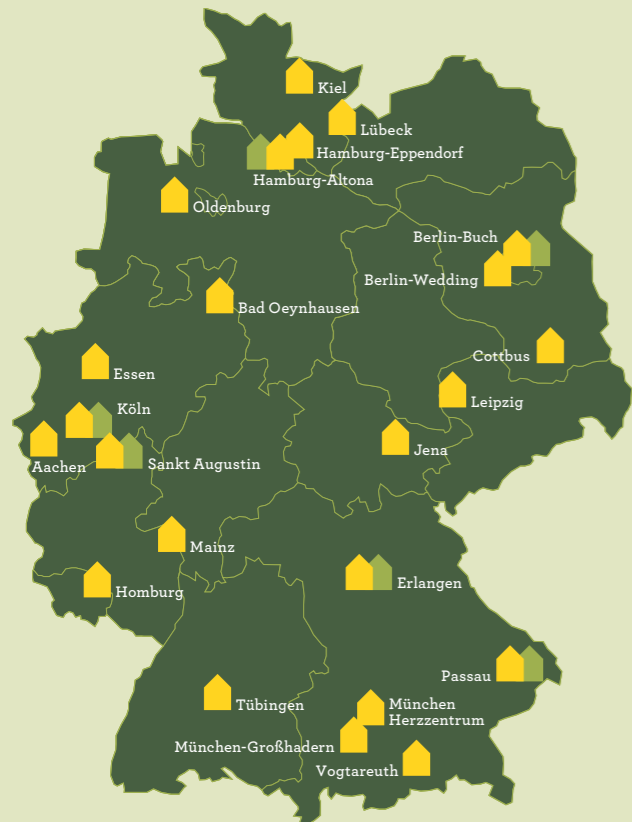 Kiel
Lübeck
Hamburg-Eppendorf
Hamburg-Altona
Oldenburg
Berlin-Buch
Berlin-Wedding
Bad Oeynhausen
Cottbus
Essen
Leipzig
Köln
Jena
Aachen
Sankt Augustin
Mainz
Erlangen
Homburg
Passau
Tübingen
München
Herzzentrum
München-Großhadern
Vogtareuth